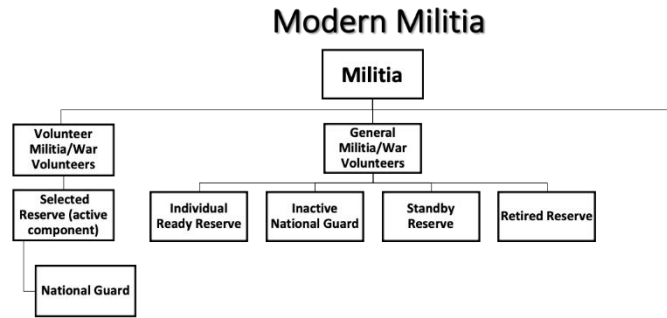 Modern Militia
Militia
Volunteer
Militia/War
Volunteers
General
Militia/War
Volunteers
Selected
Reserve (active
component)
Individual
Ready Reserve
Inactive
National Guard
Standby
Reserve
Retired Reserve
National Guard